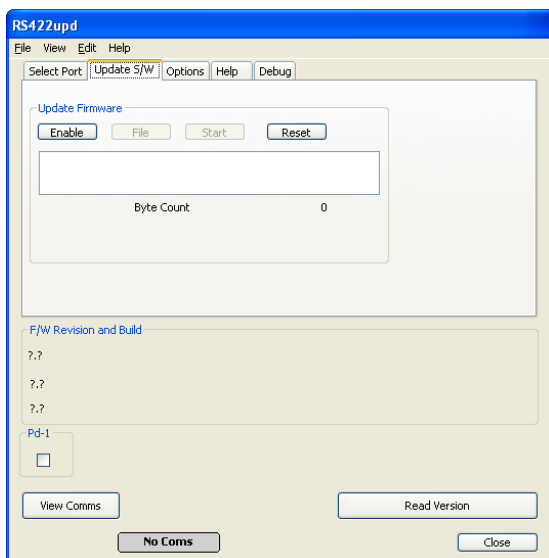 RS422upd
File View Edit Help
Select Port Update S/W Options Help Debug
Update Firmware
Enable File Start Reset
Byte Count 0
F/W Revision and Build
?.?
?.?
?.?
Pd-1
View Comms Read Version
No Coms Close